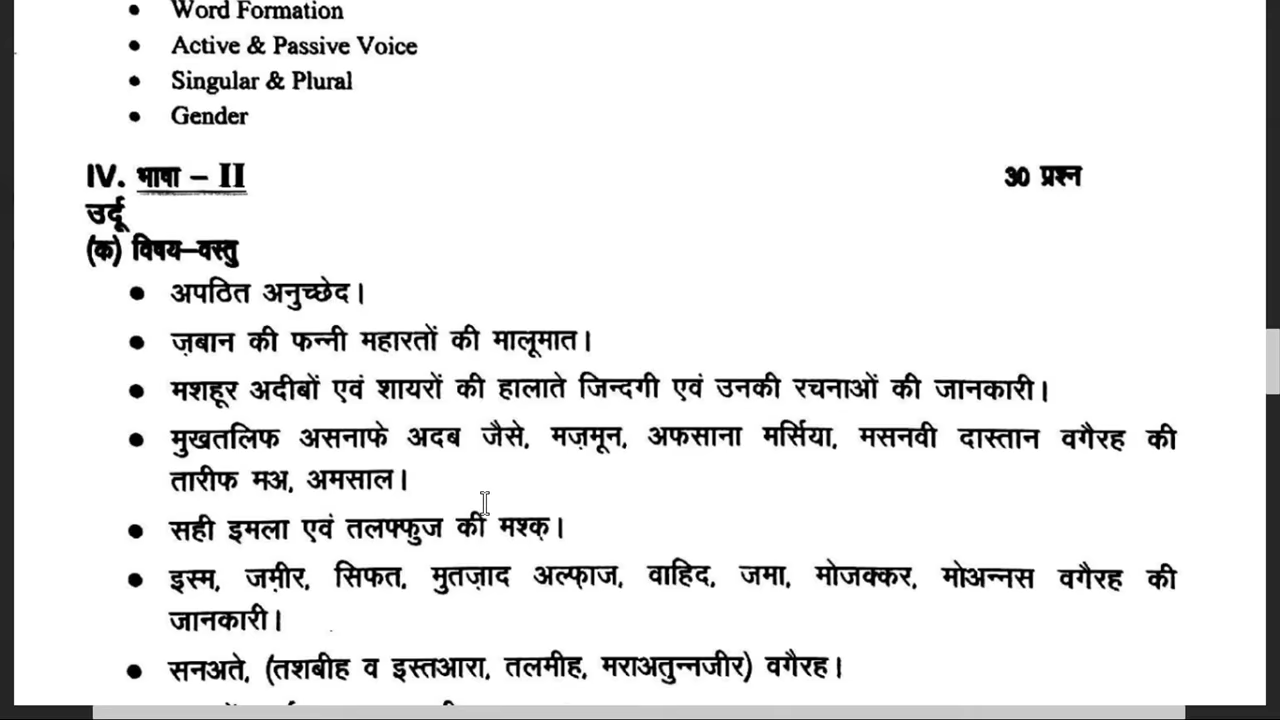 • Word Formation
• Active & Passive Voice
• Singular & Plural
• Gender
IV. भाषा – II 30 प्रश्न
उर्दू
(क) विषय–वस्तु
• अपठित अनुच्छेद।
• ज़बान की फन्नी महारतों की मालूमात।
• मशहूर अदीबों एवं शायरों की हालाते जिन्दगी एवं उनकी रचनाओं की जानकारी।
• मुखतलिफ असनाफे अदब जैसे, मज़मून, अफसाना मर्सिया, मसनवी दास्तान वगैरह की
तारीफ मअ, अमसाल।
• सही इमला एवं तलफ्फुज की मश्क़।
• इस्म, जम़ीर, सिफत, मुतज़ाद अल्फ़ाज, वाहिद, जमा, मोजक्कर, मोअन्नस वगैरह की
जानकारी।
• सनअते, (तशबीह व इस्तआरा, तलमीह, मराअतुन्नजीर) वगैरह।